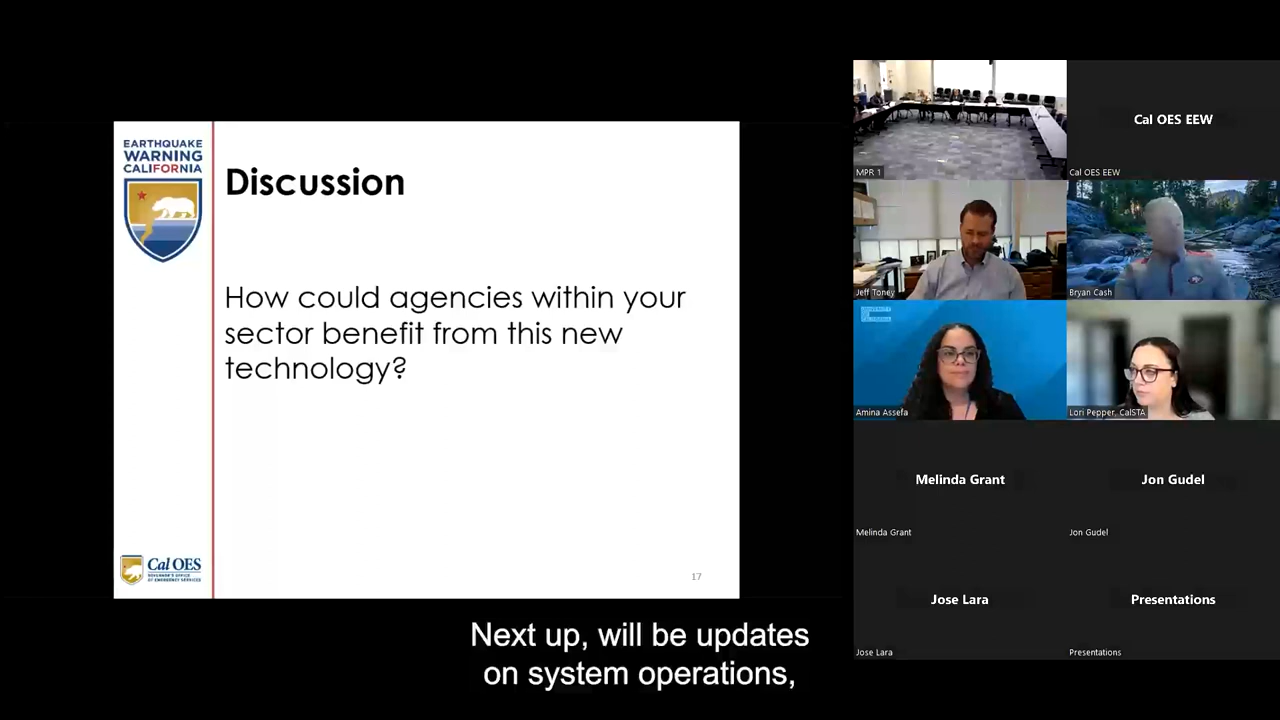 EARTHQUAKE
WARNING
CALIFORNIA
Discussion
How could agencies within your
sector benefit from this new
technology?
Cal OES
GOVERNOR'S OFFICE
OF EMERGENCY SERVICES
17
MPR 1
Cal OES EEW
Cal OES EEW
Jeff Toney
Bryan Cash
Amina Assefa
Lori Pepper, CalSTA
Melinda Grant
Melinda Grant
Jon Gudel
Jon Gudel
Jose Lara
Jose Lara
Presentations
Presentations
Next up, will be updates
on system operations,